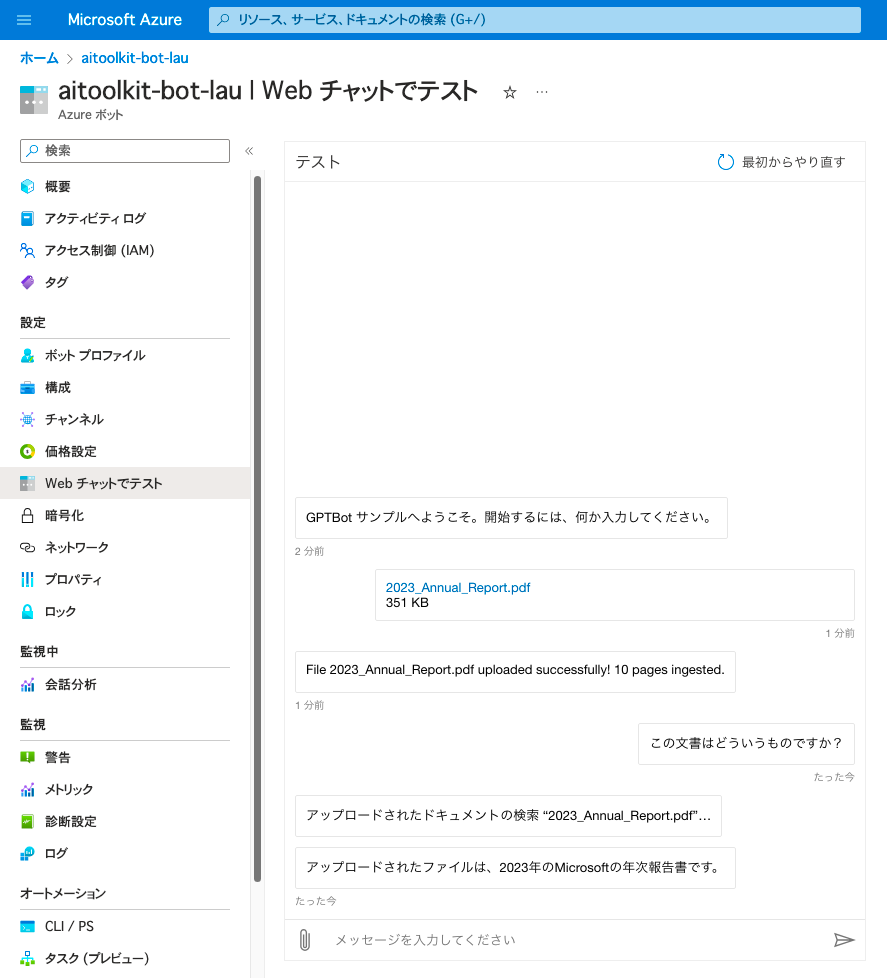 Microsoft Azure
リソース、サービス、ドキュメントの検索 (G+/)
ホーム > aitoolkit-bot-lau
aitoolkit-bot-lau | Web チャットでテスト
Azure ボット
検索
概要
アクティビティ ログ
アクセス制御 (IAM)
タグ
設定
ボット プロファイル
構成
チャンネル
価格設定
Web チャットでテスト
暗号化
ネットワーク
プロパティ
ロック
監視中
会話分析
監視
警告
メトリック
診断設定
ログ
オートメーション
CLI / PS
タスク (プレビュー)
テスト
最初からやり直す
GPTBot サンプルへようこそ。開始するには、何か入力してください。
2 分前
2023_Annual_Report.pdf
351 KB
1 分前
File 2023_Annual_Report.pdf uploaded successfully! 10 pages ingested.
1 分前
この文書はどういうものですか？
たった今
アップロードされたドキュメントの検索 “2023_Annual_Report.pdf”...
アップロードされたファイルは、2023年のMicrosoftの年次報告書です。
たった今
メッセージを入力してください